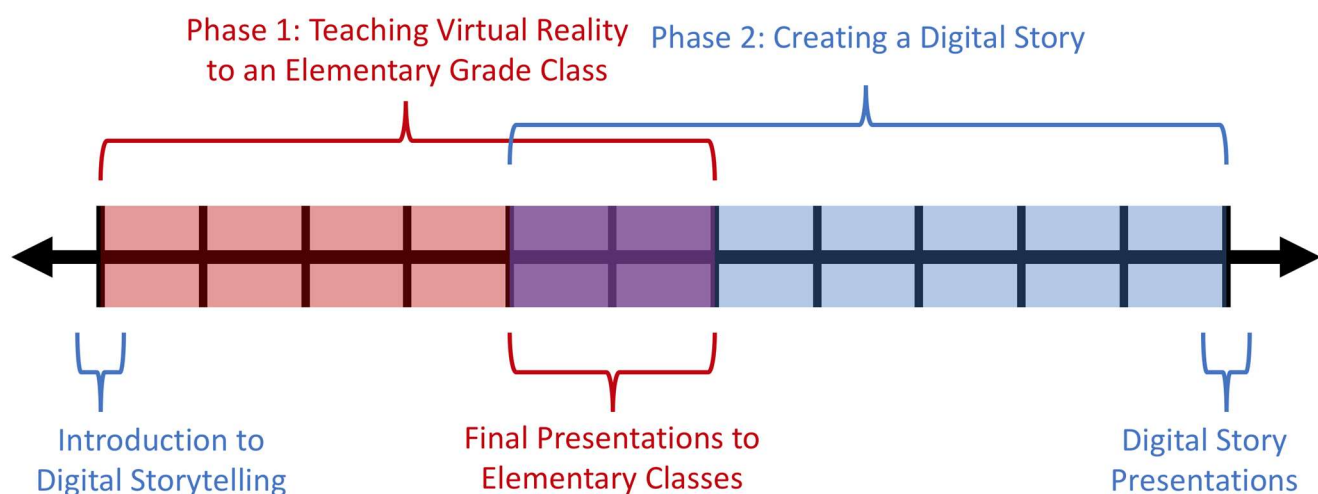 Phase 1: Teaching Virtual Reality
to an Elementary Grade Class
Phase 2: Creating a Digital Story
Introduction to
Digital Storytelling
Final Presentations to
Elementary Classes
Digital Story
Presentations